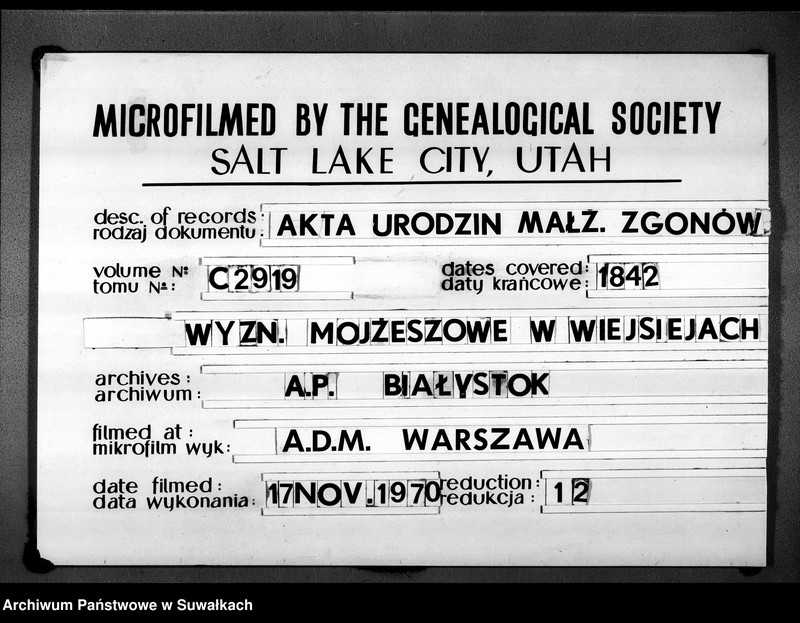 MICROFILMED BY THE GENEALOGICAL SOCIETY
SALT LAKE CITY, UTAH
desc. of records: AKTA URODZIN MAŁŻ. ZGONÓW
rodzaj dokumentu:
volume Nº C2919 dates covered: 1842
tomu Nº: daty krańcowe:
WYZN. MOJŻESZOWE W WIEJSIEJACH
archives: A.P. BIAŁYSTOK
archiwum:
filmed at: A.D.M. WARSZAWA
mikrofilm wyk:
date filmed: 17 NOV. 1970 reduction: 12
data wykonania: redukcja:
Archiwum Państwowe w Suwałkach